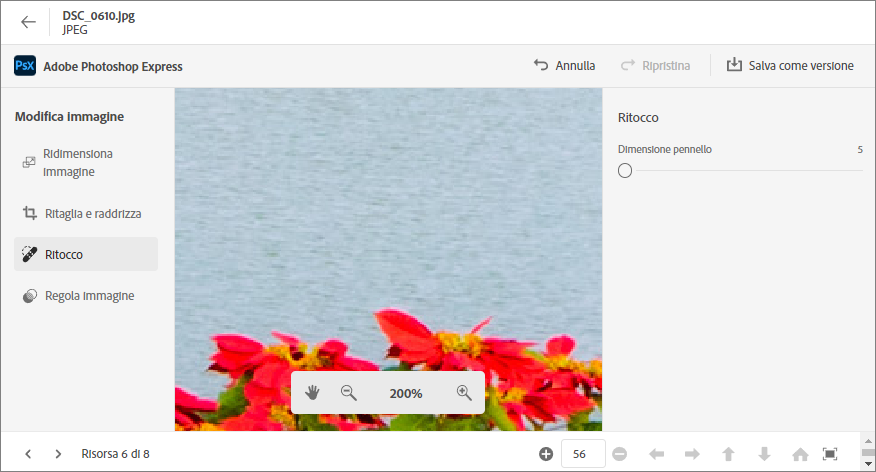 DSC_0610.jpg
JPEG
PsX Adobe Photoshop Express
Annulla
Ripristina
Salva come versione
Modifica immagine
Ridimensiona
immagine
Ritaglia e raddrizza
Ritocco
Regola immagine
Ritocco
Dimensione pennello 5
200%
Risorsa 6 di 8
56